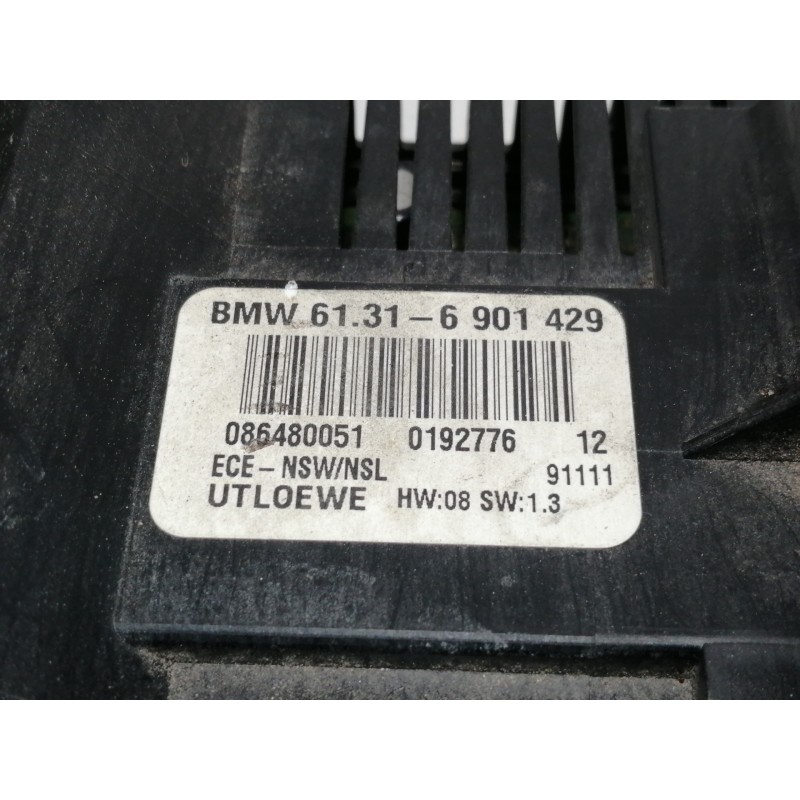 BMW 61.31-6 901 429
086480051 0192776 12
ECE-NSW/NSL 91111
UTLOEWE HW:08 SW:1.3